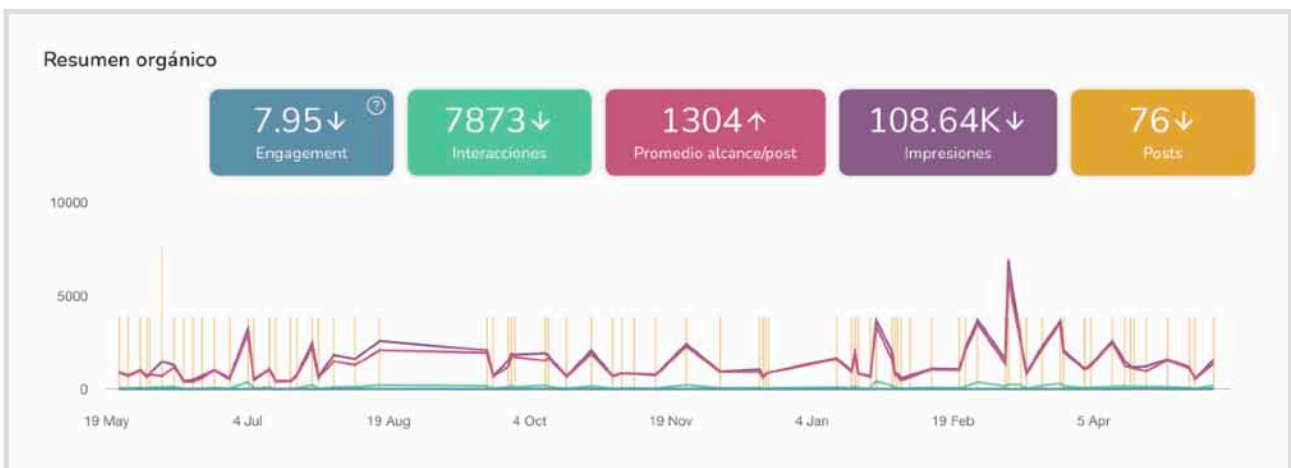 Resumen orgánico
7.95↓ ?
Engagement
7873↓
Interacciones
1304↑
Promedio alcance/post
108.64K↓
Impresiones
76↓
Posts
10000
5000
0
19 May 4 Jul 19 Aug 4 Oct 19 Nov 4 Jan 19 Feb 5 Apr